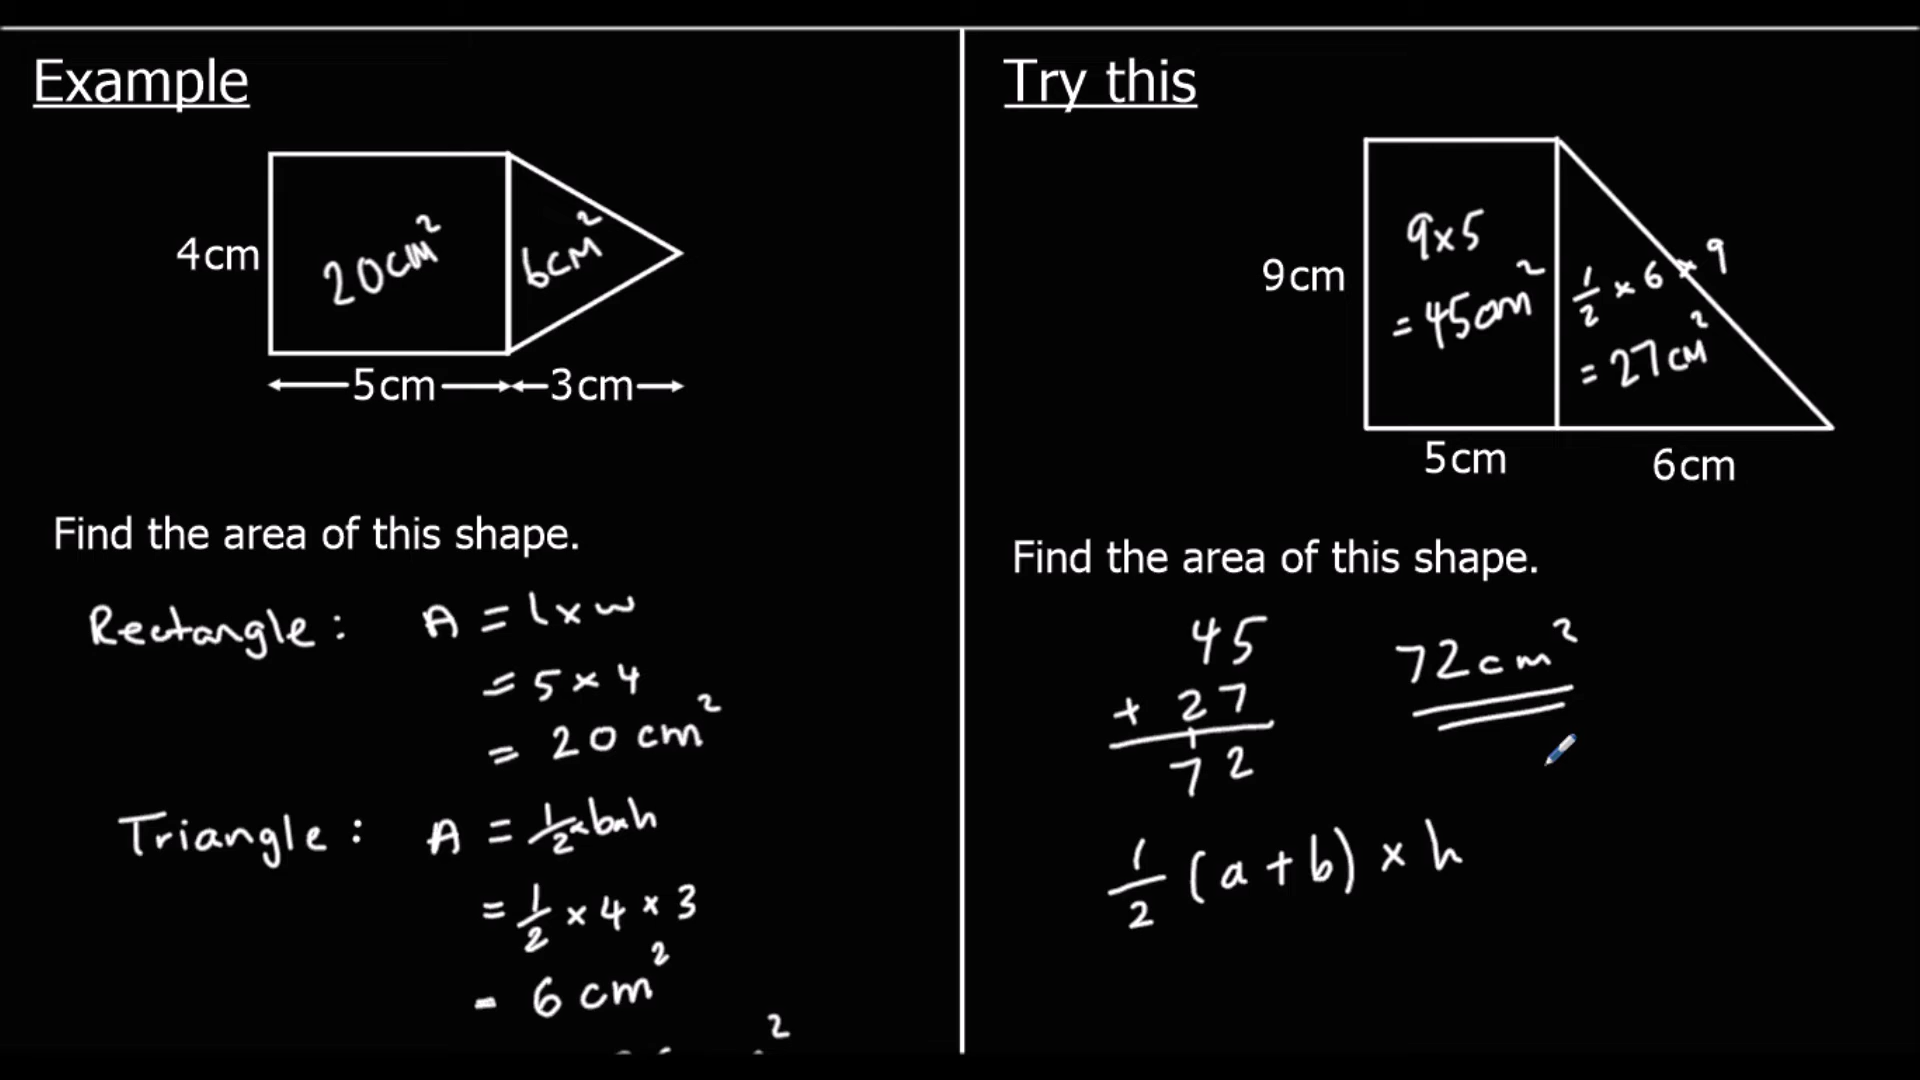 Example
4cm
20cm²
6cm²
5cm
3cm
Find the area of this shape.
Rectangle: A = l × w
= 5 × 4
= 20 cm²
Triangle: A = 1/2 × b × h
= 1/2 × 4 × 3
= 6 cm²
Try this
9cm
9×5
= 45cm²
1/2 × 6 × 9
= 27cm²
5cm
6cm
Find the area of this shape.
45
+ 27
1
72
72cm²
1/2 (a + b) × h